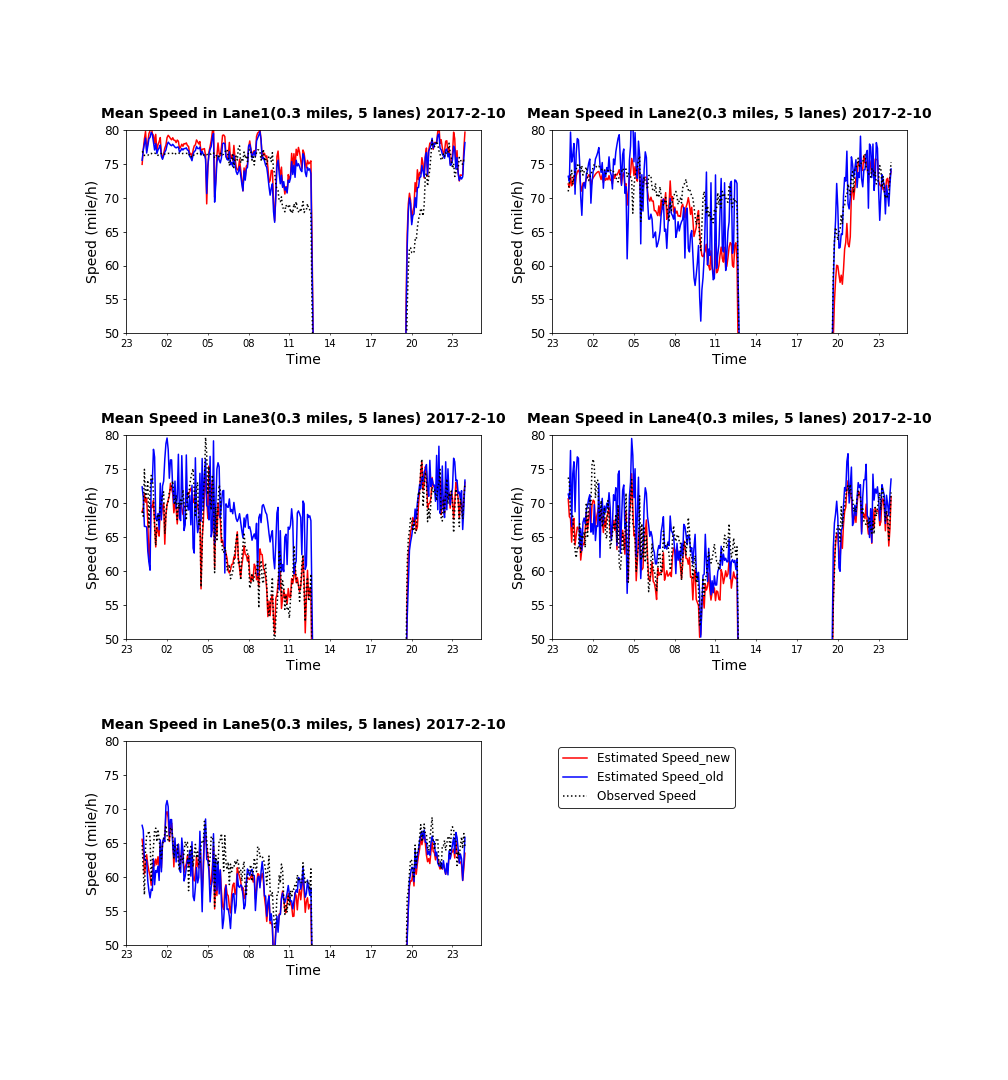 Mean Speed in Lane1(0.3 miles, 5 lanes) 2017-2-10
80
75
70
65
60
55
50
Speed (mile/h)
23 02 05 08 11 14 17 20 23
Time
Mean Speed in Lane2(0.3 miles, 5 lanes) 2017-2-10
80
75
70
65
60
55
50
Speed (mile/h)
23 02 05 08 11 14 17 20 23
Time
Mean Speed in Lane3(0.3 miles, 5 lanes) 2017-2-10
80
75
70
65
60
55
50
Speed (mile/h)
23 02 05 08 11 14 17 20 23
Time
Mean Speed in Lane4(0.3 miles, 5 lanes) 2017-2-10
80
75
70
65
60
55
50
Speed (mile/h)
23 02 05 08 11 14 17 20 23
Time
Mean Speed in Lane5(0.3 miles, 5 lanes) 2017-2-10
80
75
70
65
60
55
50
Speed (mile/h)
23 02 05 08 11 14 17 20 23
Time
Estimated Speed_new
Estimated Speed_old
Observed Speed